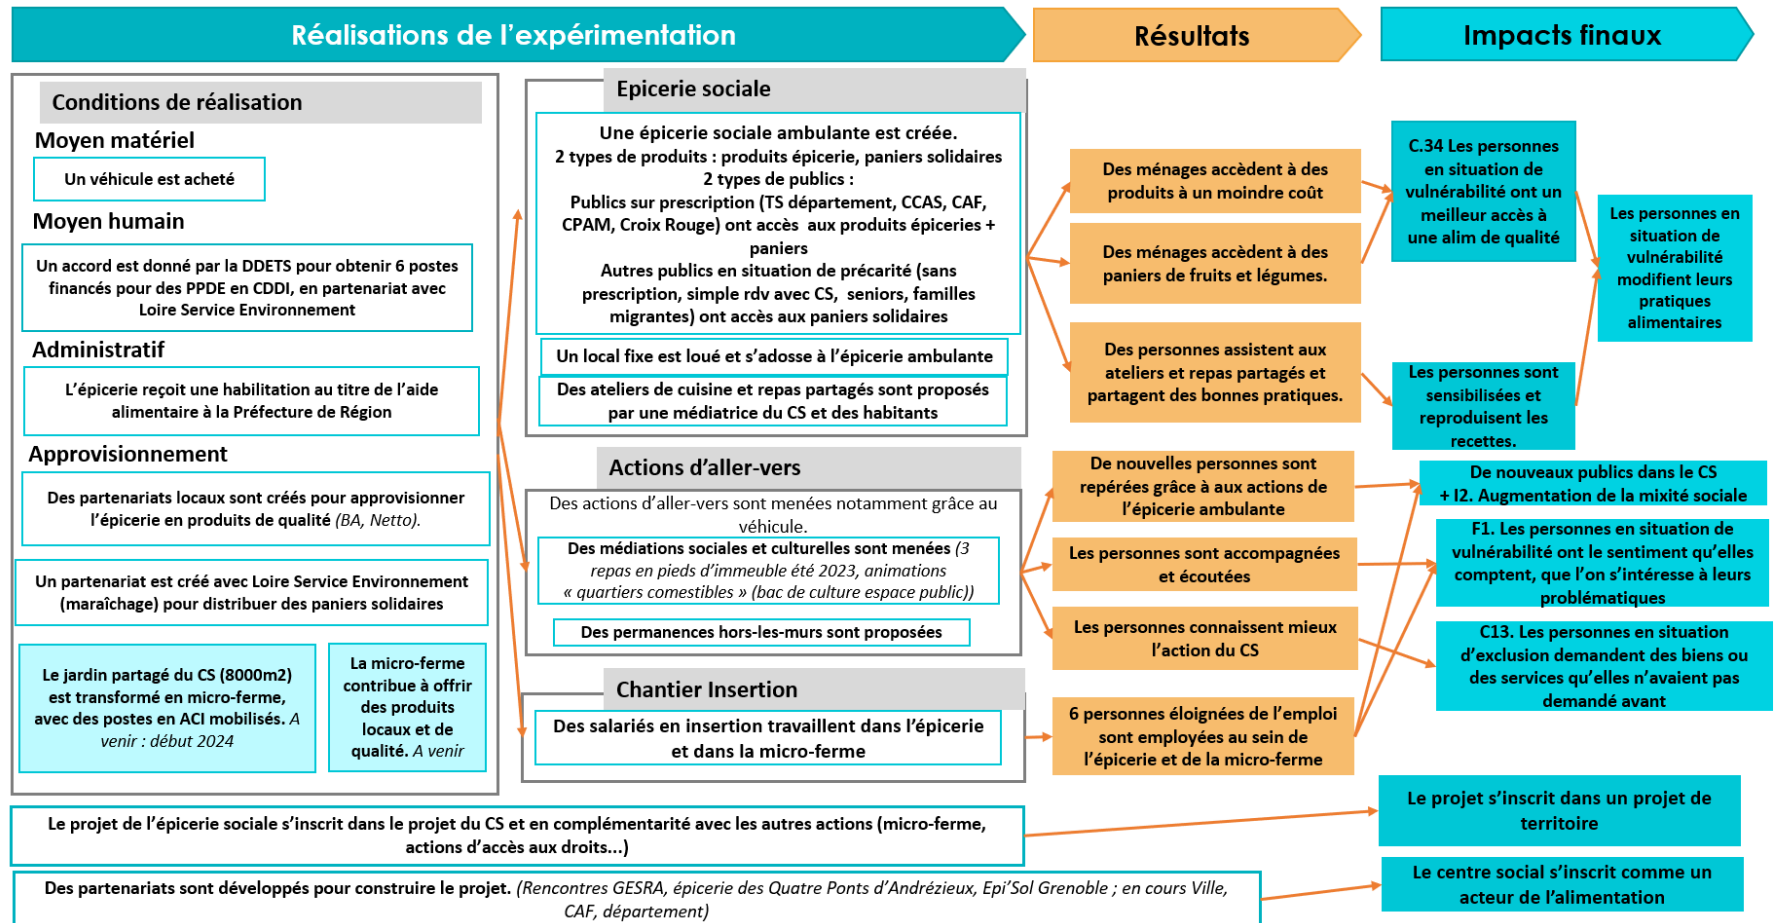 Réalisations de l'expérimentation
Résultats
Impacts finaux
Conditions de réalisation
Moyen matériel
Un véhicule est acheté
Moyen humain
Un accord est donné par la DDETS pour obtenir 6 postes
financés pour des PPDE en CDDI, en partenariat avec
Loire Service Environnement
Administratif
L'épicerie reçoit une habilitation au titre de l'aide
alimentaire à la Préfecture de Région
Approvisionnement
Des partenariats locaux sont créés pour approvisionner
l'épicerie en produits de qualité (BA, Netto).
Un partenariat est créé avec Loire Service Environnement
(maraîchage) pour distribuer des paniers solidaires
Le jardin partagé du CS (8000m2)
est transformé en micro-ferme,
avec des postes en ACI mobilisés. A
venir : début 2024
La micro-ferme
contribue à offrir
des produits
locaux et de
qualité. A venir
Epicerie sociale
Une épicerie sociale ambulante est créée.
2 types de produits : produits épicerie, paniers solidaires
2 types de publics :
Publics sur prescription (TS département, CCAS, CAF,
CPAM, Croix Rouge) ont accès aux produits épiceries +
paniers
Autres publics en situation de précarité (sans
prescription, simple rdv avec CS, seniors, familles
migrantes) ont accès aux paniers solidaires
Un local fixe est loué et s'adosse à l'épicerie ambulante
Des ateliers de cuisine et repas partagés sont proposés
par une médiatrice du CS et des habitants
Actions d'aller-vers
Des actions d'aller-vers sont menées notamment grâce au
véhicule.
Des médiations sociales et culturelles sont menées (3
repas en pieds d'immeuble été 2023, animations
« quartiers comestibles » (bac de culture espace public))
Des permanences hors-les-murs sont proposées
Chantier Insertion
Des salariés en insertion travaillent dans l'épicerie
et dans la micro-ferme
Des ménages accèdent à des
produits à un moindre coût
Des ménages accèdent à des
paniers de fruits et légumes.
Des personnes assistent aux
ateliers et repas partagés et
partagent des bonnes pratiques.
De nouvelles personnes sont
repérées grâce à aux actions de
l'épicerie ambulante
Les personnes sont accompagnées
et écoutées
Les personnes connaissent mieux
l'action du CS
6 personnes éloignées de l'emploi
sont employées au sein de
l'épicerie et de la micro-ferme
C.34 Les personnes
en situation de
vulnérabilité ont un
meilleur accès à
une alim de qualité
Les personnes en
situation de
vulnérabilité
modifient leurs
pratiques
alimentaires
Les personnes sont
sensibilisées et
reproduisent les
recettes.
De nouveaux publics dans le CS
+ I2. Augmentation de la mixité sociale
F1. Les personnes en situation de
vulnérabilité ont le sentiment qu'elles
comptent, que l'on s'intéresse à leurs
problématiques
C13. Les personnes en situation
d'exclusion demandent des biens ou
des services qu'elles n'avaient pas
demandé avant
Le projet de l'épicerie sociale s'inscrit dans le projet du CS et en complémentarité avec les autres actions (micro-ferme,
actions d'accès aux droits...)
Le projet s'inscrit dans un projet de
territoire
Des partenariats sont développés pour construire le projet. (Rencontres GESRA, épicerie des Quatre Ponts d'Andrézieux, Epi'Sol Grenoble ; en cours Ville,
CAF, département)
Le centre social s'inscrit comme un
acteur de l'alimentation